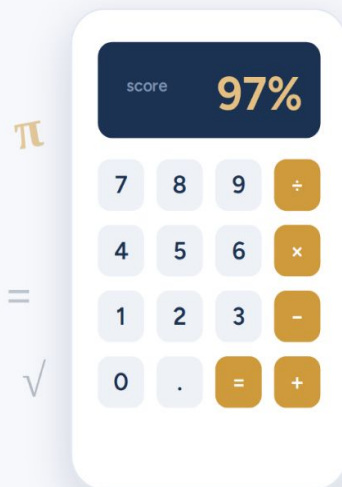 score 97%
π
7 8 9 ÷
4 5 6 ×
1 2 3 −
=
0 . = +
√